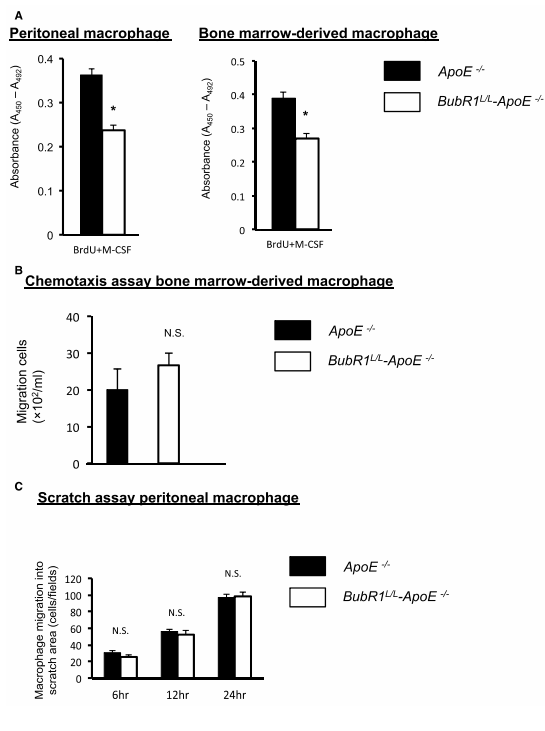 A
Peritoneal macrophage
Bone marrow-derived macrophage
Absorbance (A450 – A492)
0.4
0.3
0.2
0.1
0
*
BrdU+M-CSF
Absorbance (A450 – A492)
0.5
0.4
0.3
0.2
0.1
0
*
BrdU+M-CSF
ApoE -/-
BubR1L/L-ApoE -/-
B
Chemotaxis assay bone marrow-derived macrophage
Migration cells
(×10²/ml)
40
30
20
10
0
N.S.
ApoE -/-
BubR1L/L-ApoE -/-
C
Scratch assay peritoneal macrophage
Macrophage migration into
scratch area (cells/fields)
120
100
80
60
40
20
0
N.S.
N.S.
N.S.
6hr
12hr
24hr
ApoE -/-
BubR1L/L-ApoE -/-